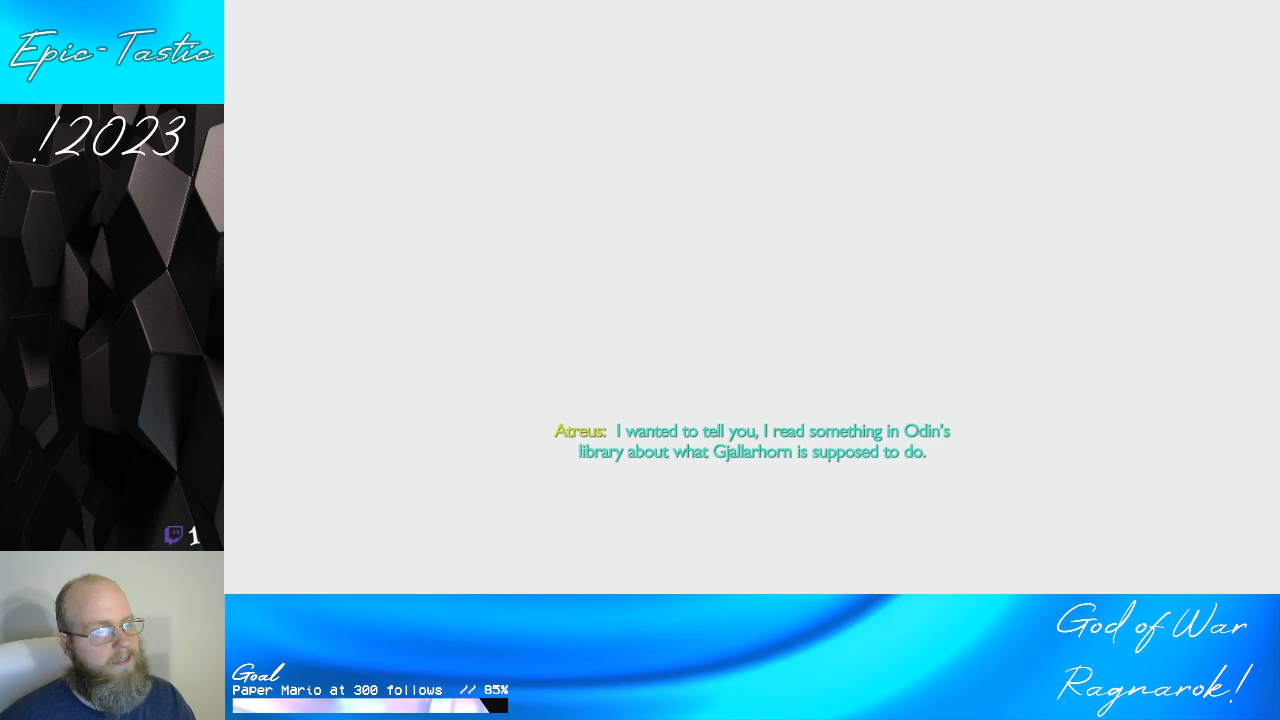 Epic-Tastic
!2023
1
Atreus: I wanted to tell you, I read something in Odin's
library about what Gjallarhorn is supposed to do.
Goal
Paper Mario at 300 follows // 85%
God of War
Ragnarok!